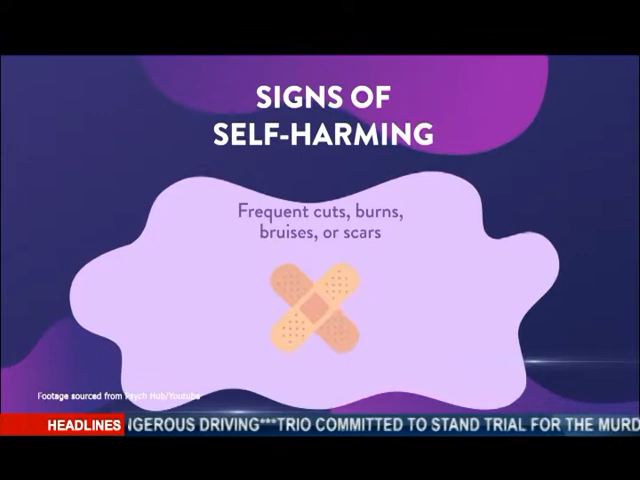 SIGNS OF
SELF-HARMING
Frequent cuts, burns,
bruises, or scars
Footage sourced from Psych Hub/Youtube
HEADLINES
NGEROUS DRIVING***TRIO COMMITTED TO STAND TRIAL FOR THE MURD